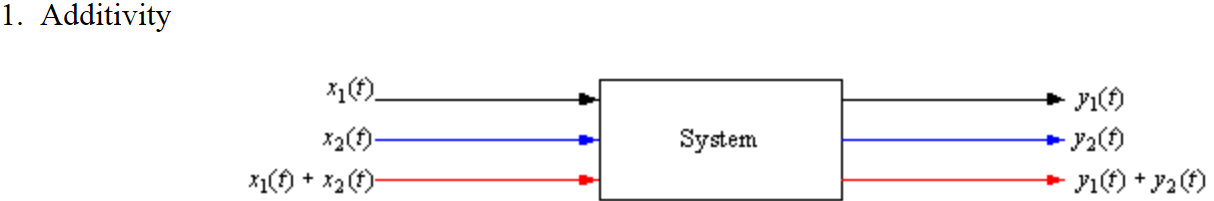 1. Additivity
x₁(t)
y₁(t)
x₂(t)
System
y₂(t)
x₁(t) + x₂(t)
y₁(t) + y₂(t)